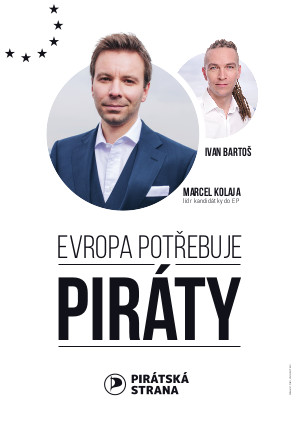 IVAN BARTOŠ
MARCEL KOLAJA
lídr kandidátky do EP
EVROPA POTŘEBUJE
PIRÁTY
PIRÁTSKÁ
STRANA